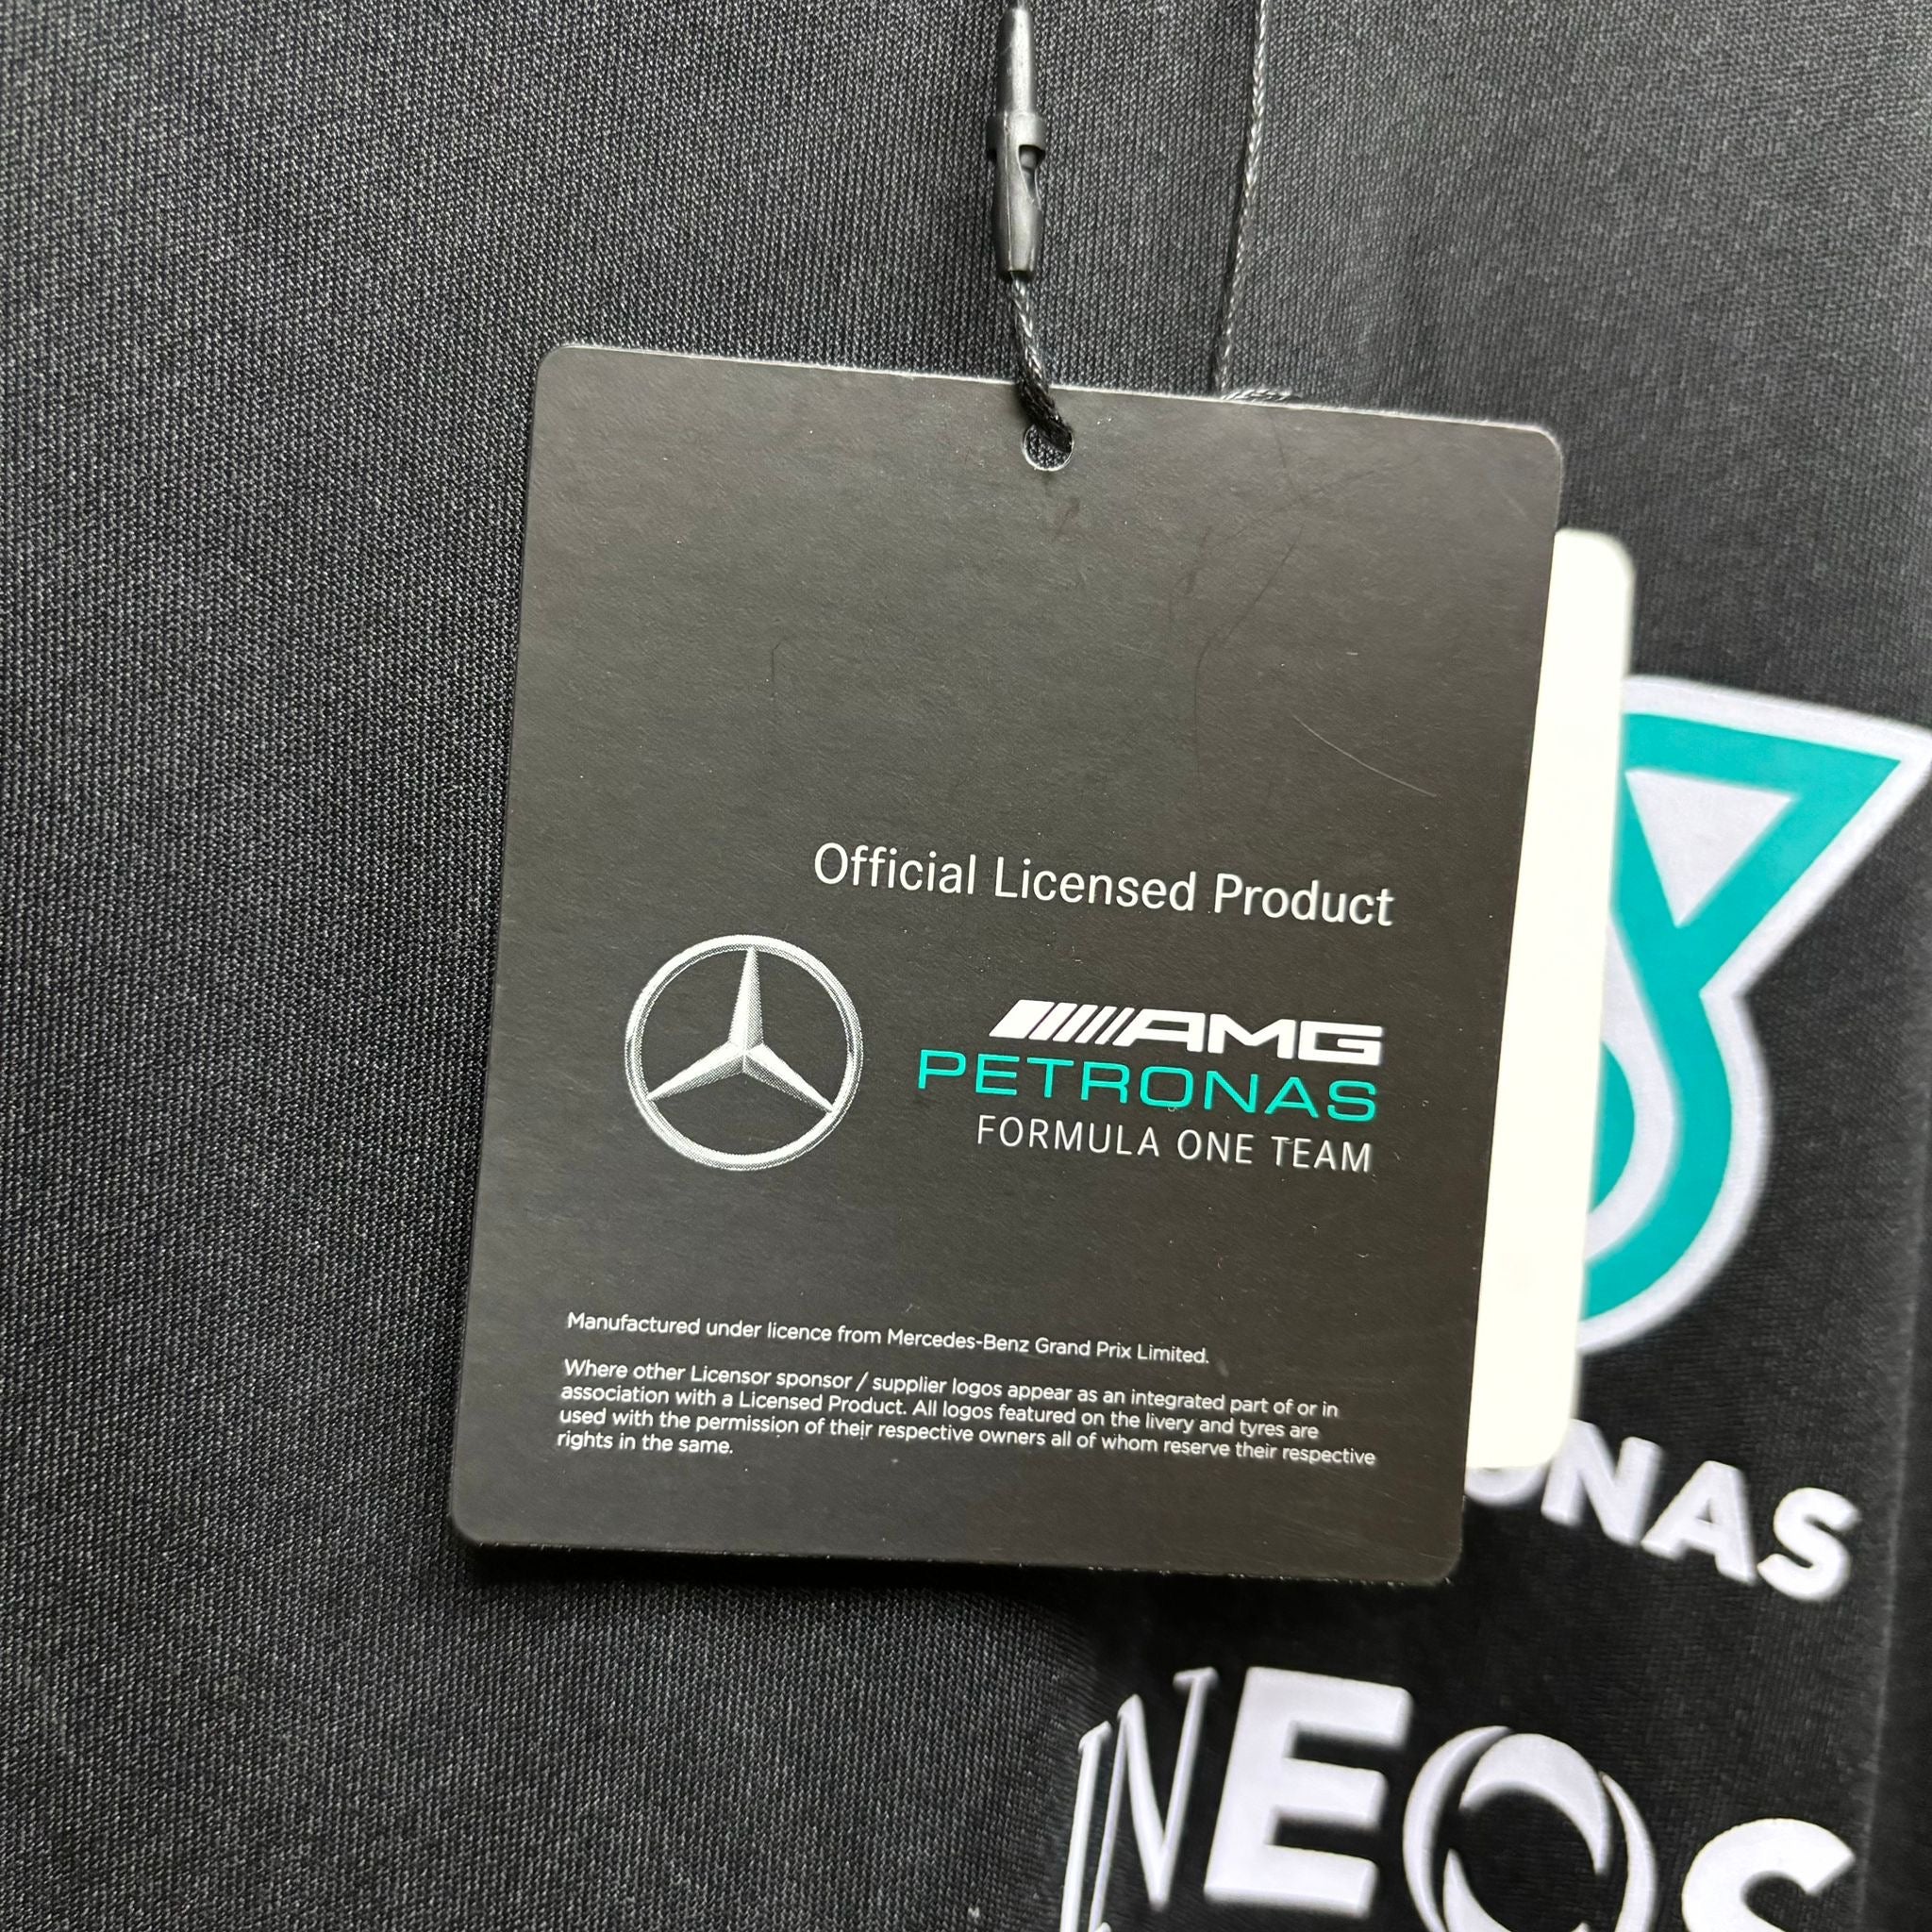 Official Licensed Product
AMG
PETRONAS
FORMULA ONE TEAM
Manufactured under licence from Mercedes-Benz Grand Prix Limited.
Where other Licensor sponsor / supplier logos appear as an integrated part of or in
association with a Licensed Product. All logos featured on the livery and tyres are
used with the permission of their respective owners all of whom reserve their respective
rights in the same.
ONAS
INEOS